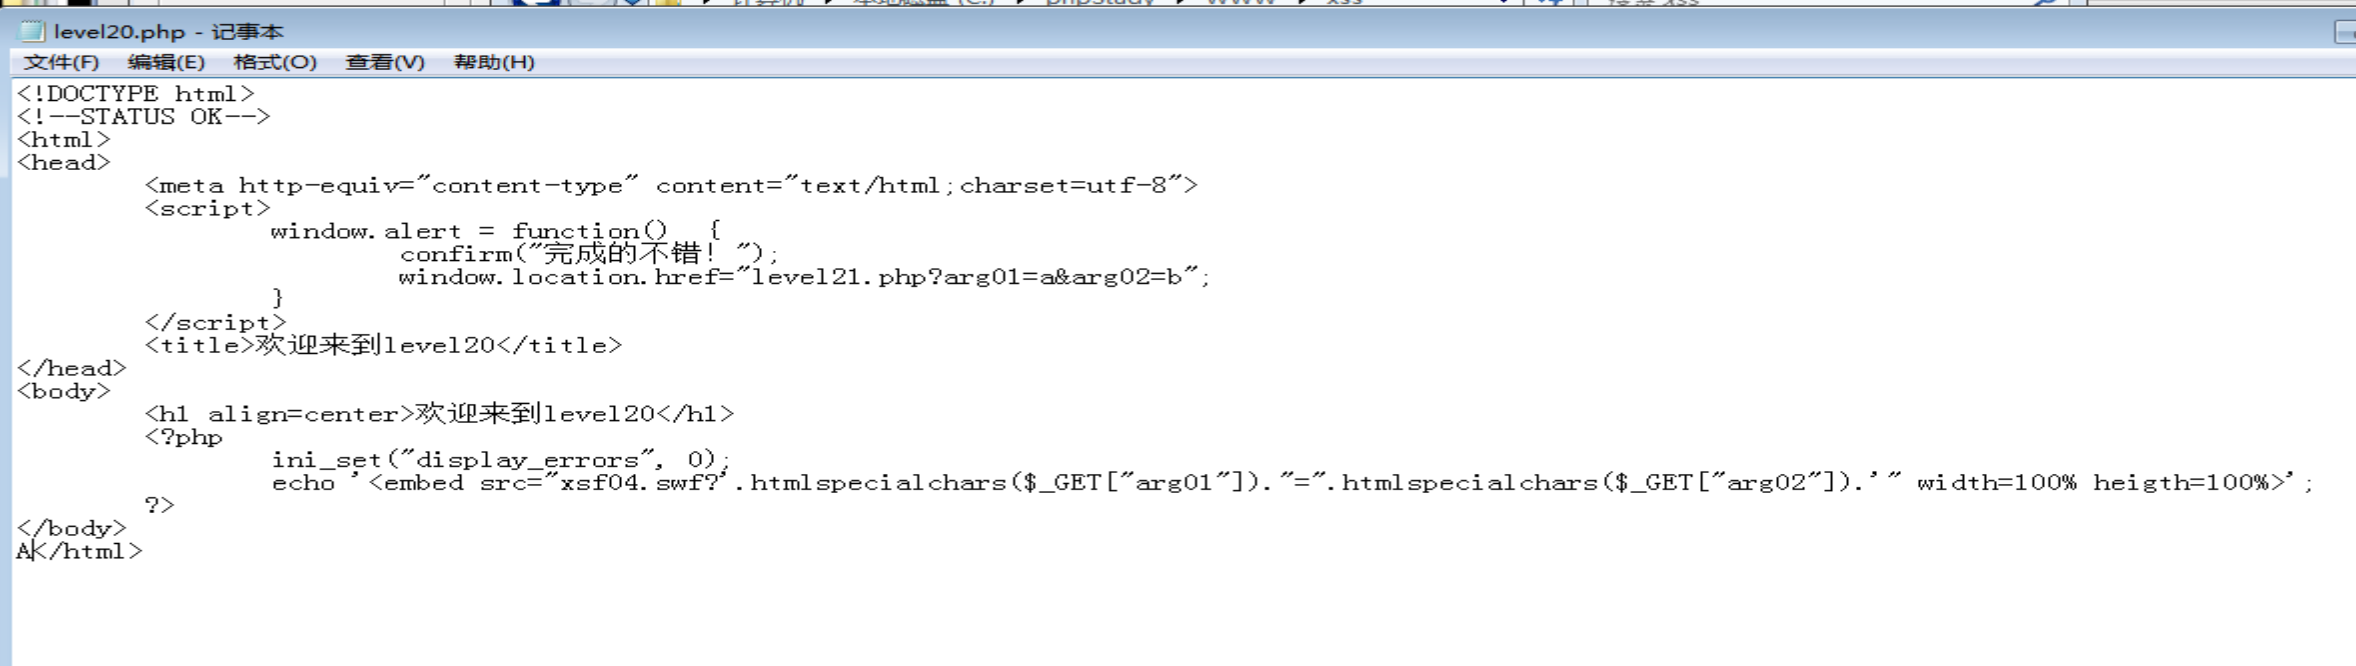 level20.php - 记事本
文件(F) 编辑(E) 格式(O) 查看(V) 帮助(H)
<!DOCTYPE html>
<!--STATUS OK-->
<html>
<head>
<meta http-equiv="content-type" content="text/html;charset=utf-8">
<script>
window.alert = function() {
confirm("完成的不错！");
window.location.href="level21.php?arg01=a&arg02=b";
}
</script>
<title>欢迎来到level20</title>
</head>
<body>
<h1 align=center>欢迎来到level20</h1>
<?php
ini_set("display_errors", 0);
echo '<embed src="xsf04.swf?'.htmlspecialchars($_GET["arg01"])."=".htmlspecialchars($_GET["arg02"]).'" width=100% heigth=100%>';
?>
</body>
A</html>